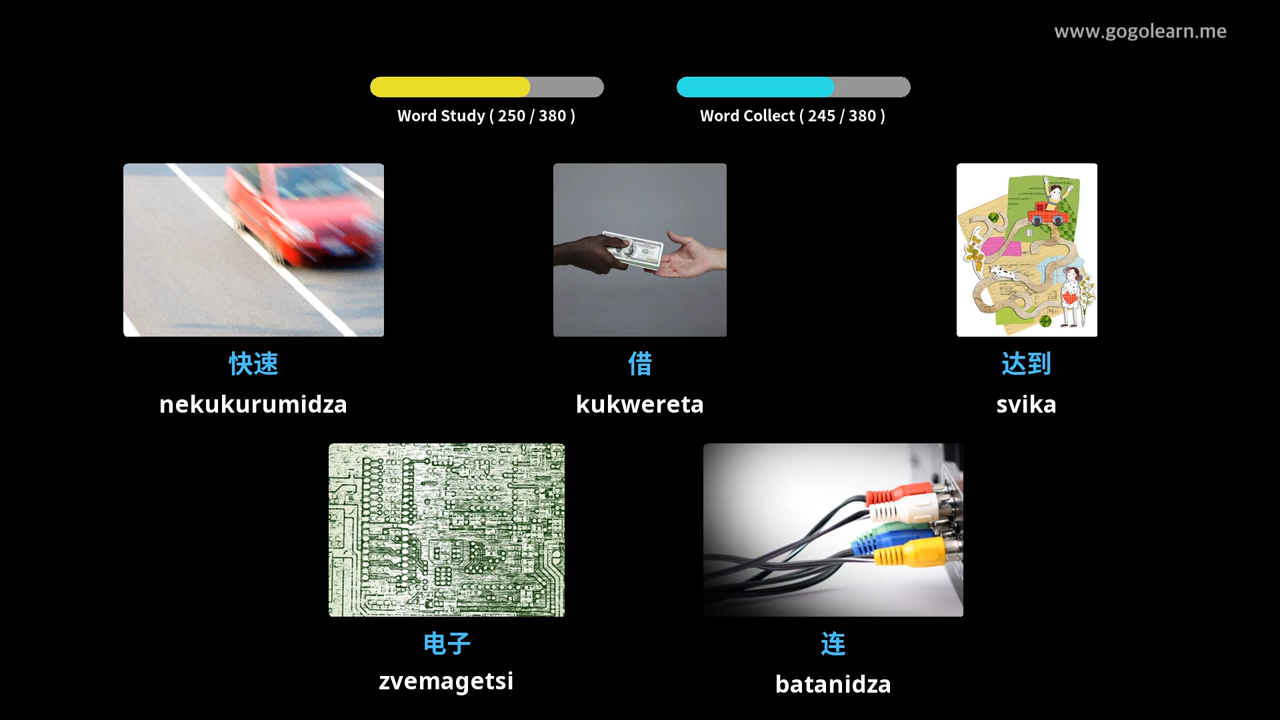 www.gogolearn.me
Word Study ( 250 / 380 )
Word Collect ( 245 / 380 )
快速
nekukurumidza
借
kukwereta
达到
svika
电子
zvemagetsi
连
batanidza